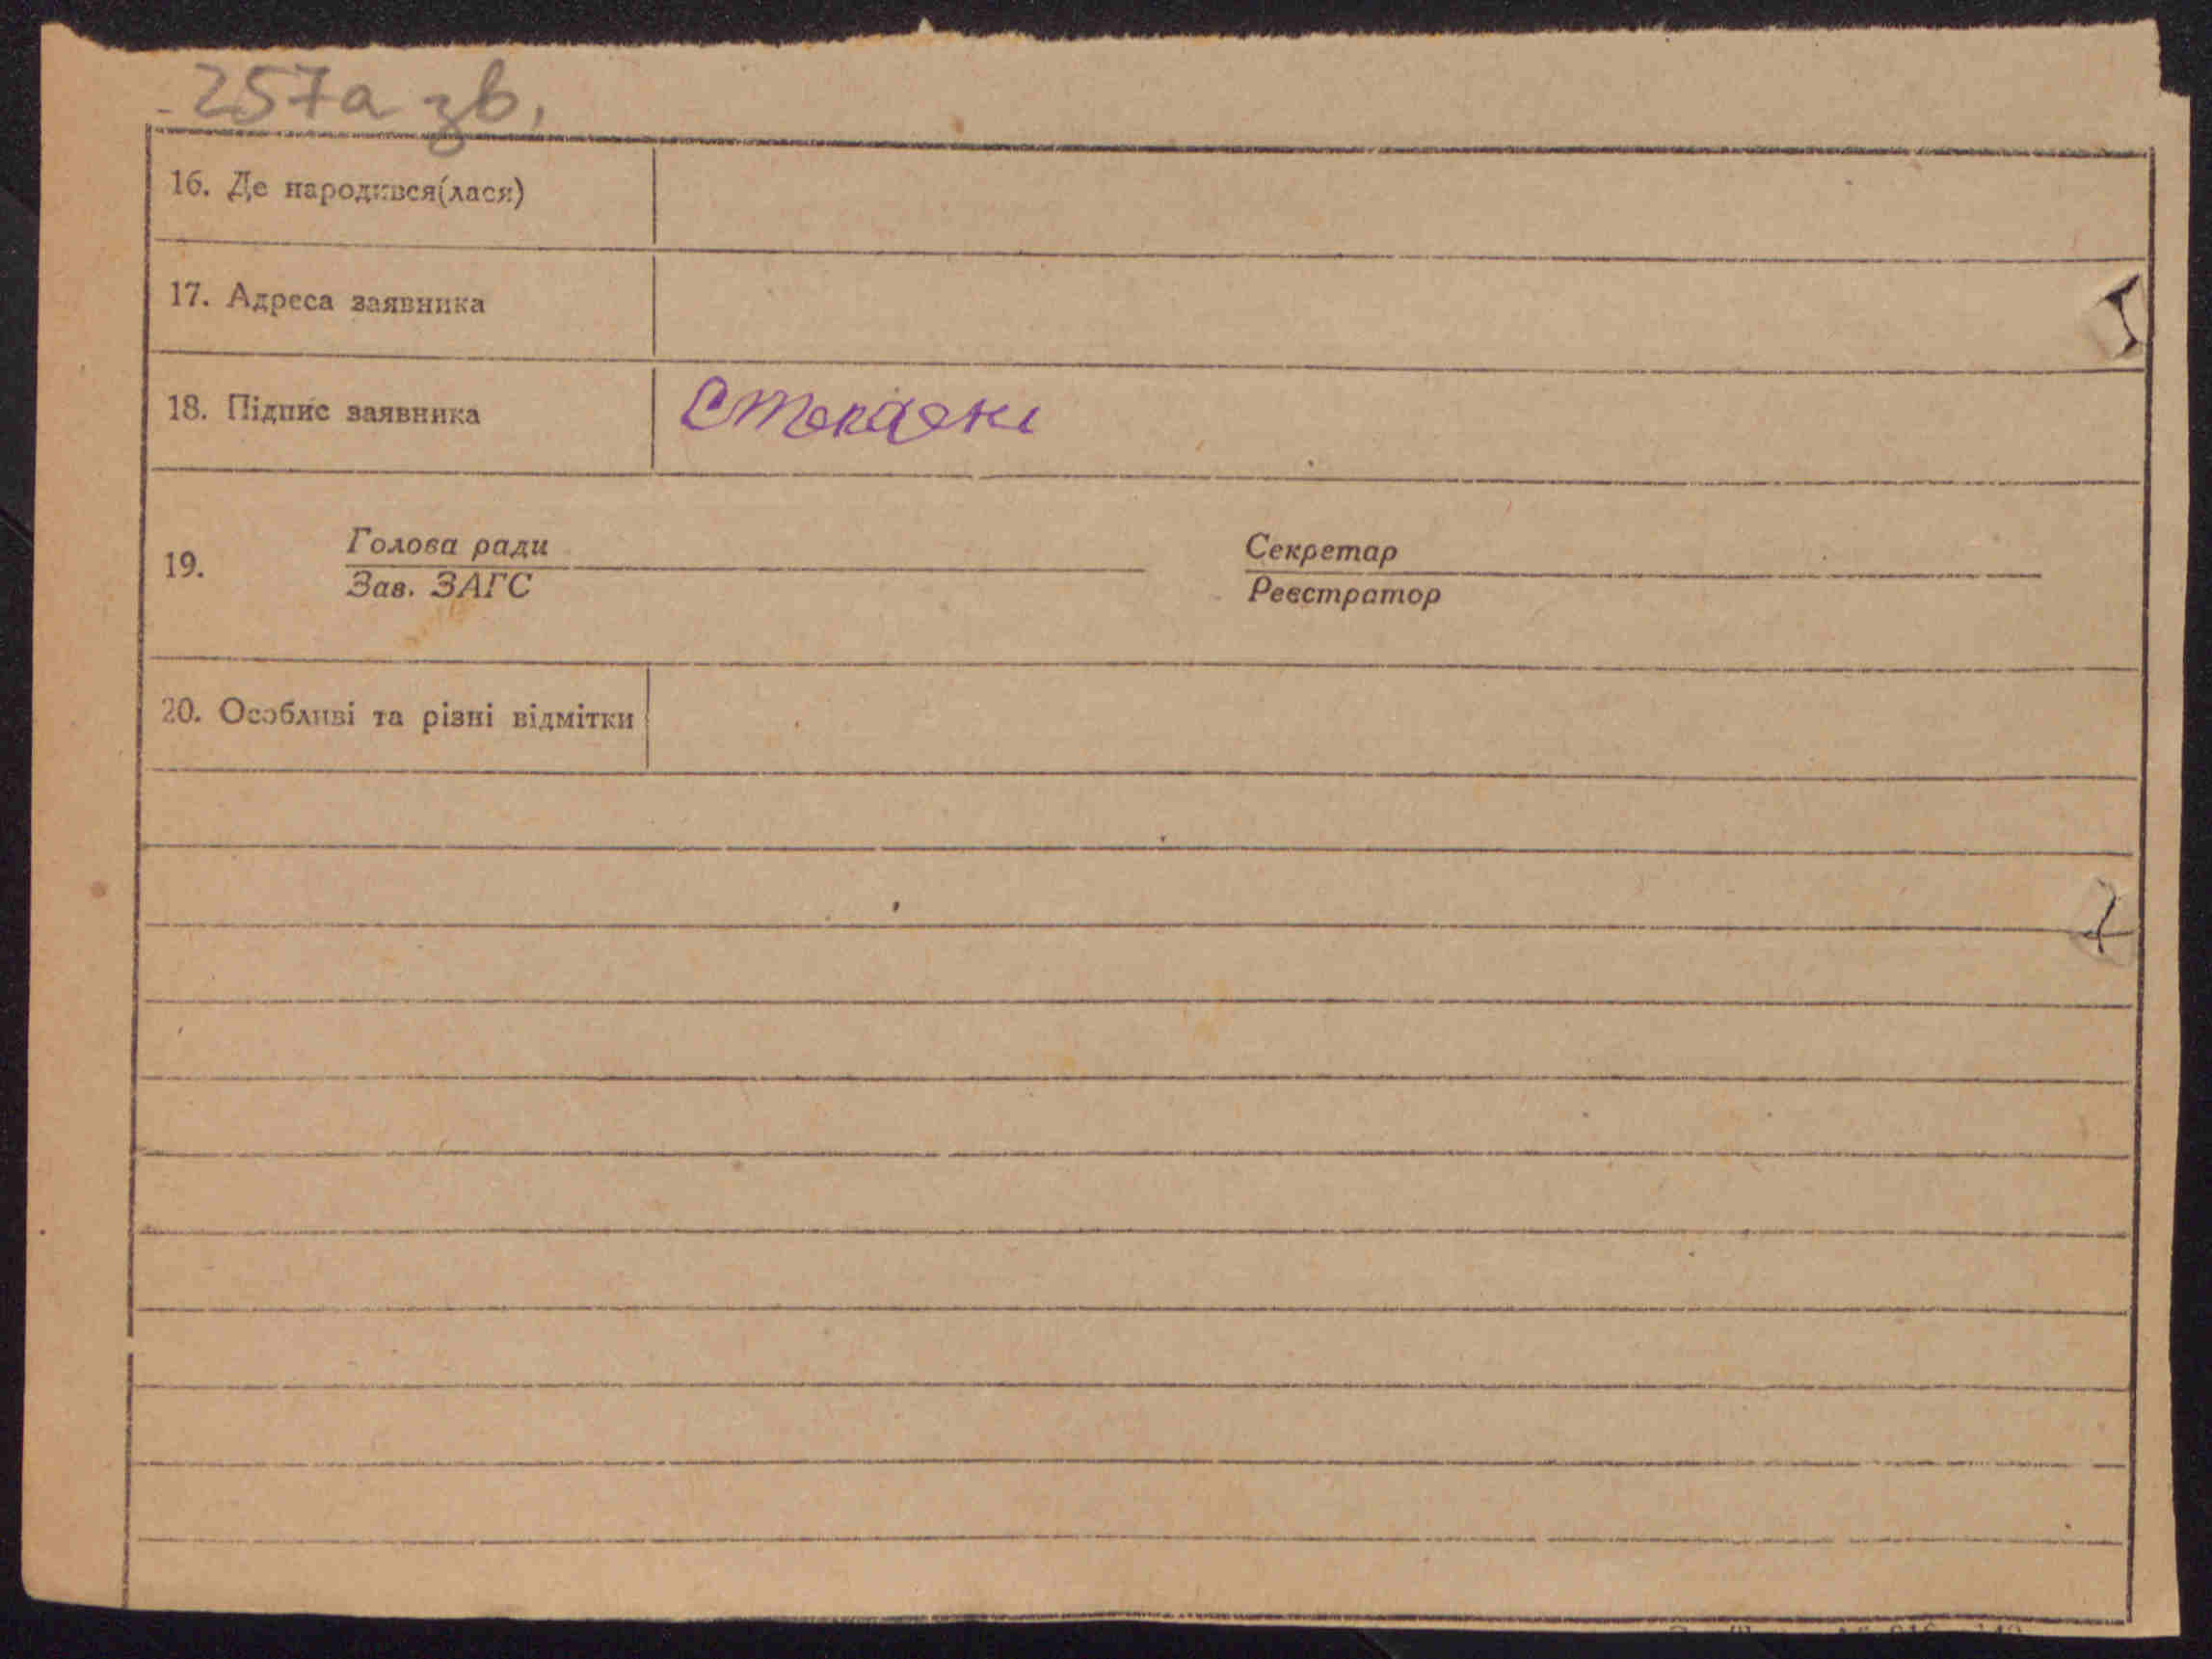 257а зв.
16. Де народився(лася)
17. Адреса заявника
18. Підпис заявника
19. Голова ради Секретар
Зав. ЗАГС Реєстратор
20. Особливі та різні відмітки